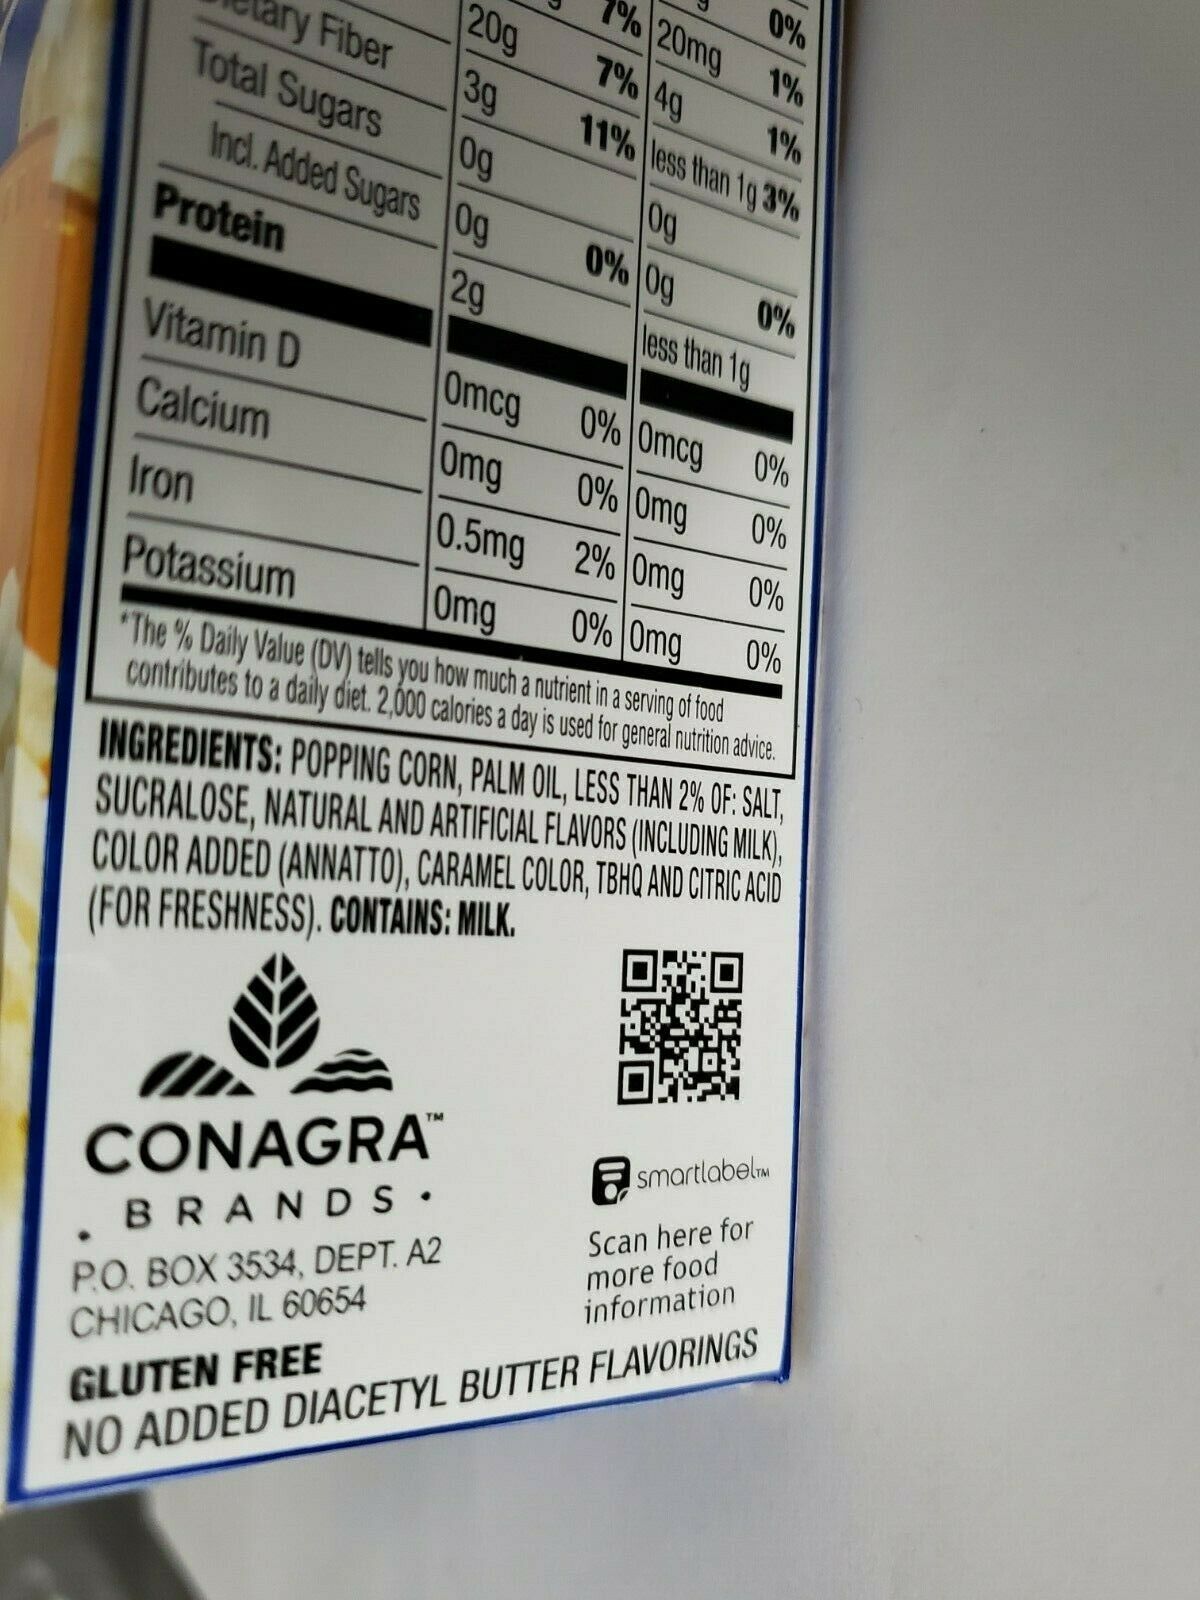 7% 0%
20g 7% 20mg 1%
Dietary Fiber 3g 11% 4g 1%
Total Sugars 0g less than 1g 3%
Incl. Added Sugars 0g 0% 0g
Protein 2g 0g 0%
less than 1g
Vitamin D 0mcg 0% 0mcg 0%
Calcium 0mg 0% 0mg 0%
Iron 0.5mg 2% 0mg 0%
Potassium 0mg 0% 0mg 0%
*The % Daily Value (DV) tells you how much a nutrient in a serving of food
contributes to a daily diet. 2,000 calories a day is used for general nutrition advice.
INGREDIENTS: POPPING CORN, PALM OIL, LESS THAN 2% OF: SALT,
SUCRALOSE, NATURAL AND ARTIFICIAL FLAVORS (INCLUDING MILK),
COLOR ADDED (ANNATTO), CARAMEL COLOR, TBHQ AND CITRIC ACID
(FOR FRESHNESS). CONTAINS: MILK.
CONAGRA™
BRANDS
P.O. BOX 3534, DEPT. A2
CHICAGO, IL 60654
smartlabel™
Scan here for
more food
information
GLUTEN FREE
NO ADDED DIACETYL BUTTER FLAVORINGS